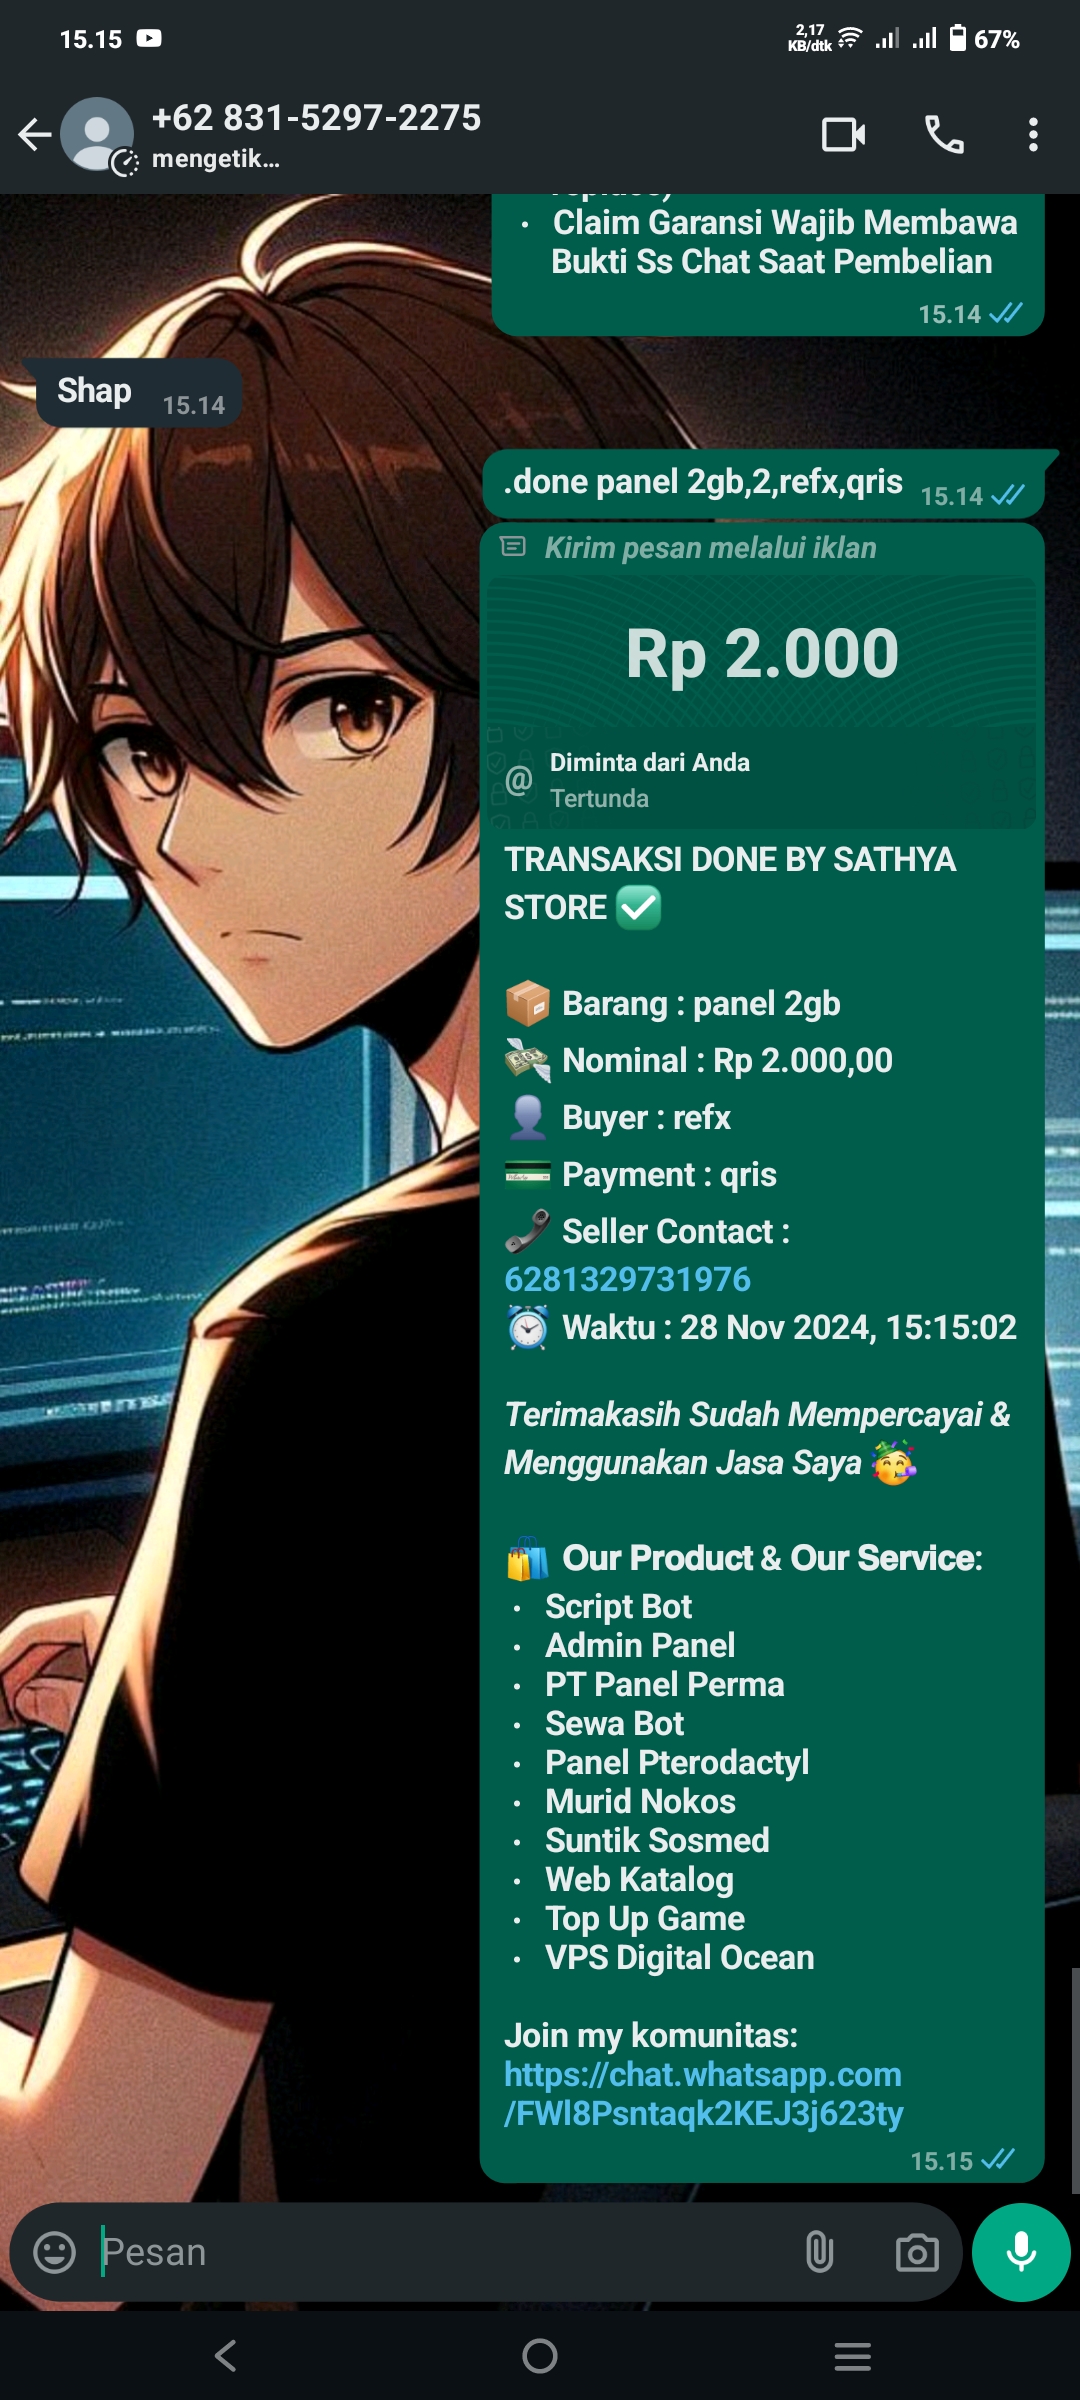 15.15
2,17
KB/dtk
67%
+62 831-5297-2275
mengetik...
• Claim Garansi Wajib Membawa
Bukti Ss Chat Saat Pembelian
15.14
Shap 15.14
.done panel 2gb,2,refx,qris 15.14
Kirim pesan melalui iklan
Rp 2.000
@ Diminta dari Anda
Tertunda
TRANSAKSI DONE BY SATHYA
STORE ✅
📦 Barang : panel 2gb
💸 Nominal : Rp 2.000,00
👤 Buyer : refx
💳 Payment : qris
📞 Seller Contact :
6281329731976
⏰ Waktu : 28 Nov 2024, 15:15:02
Terimakasih Sudah Mempercayai &
Menggunakan Jasa Saya 🥳
🛍️ Our Product & Our Service:
• Script Bot
• Admin Panel
• PT Panel Perma
• Sewa Bot
• Panel Pterodactyl
• Murid Nokos
• Suntik Sosmed
• Web Katalog
• Top Up Game
• VPS Digital Ocean
Join my komunitas:
https://chat.whatsapp.com
/FWl8Psntaqk2KEJ3j623ty
15.15
Pesan